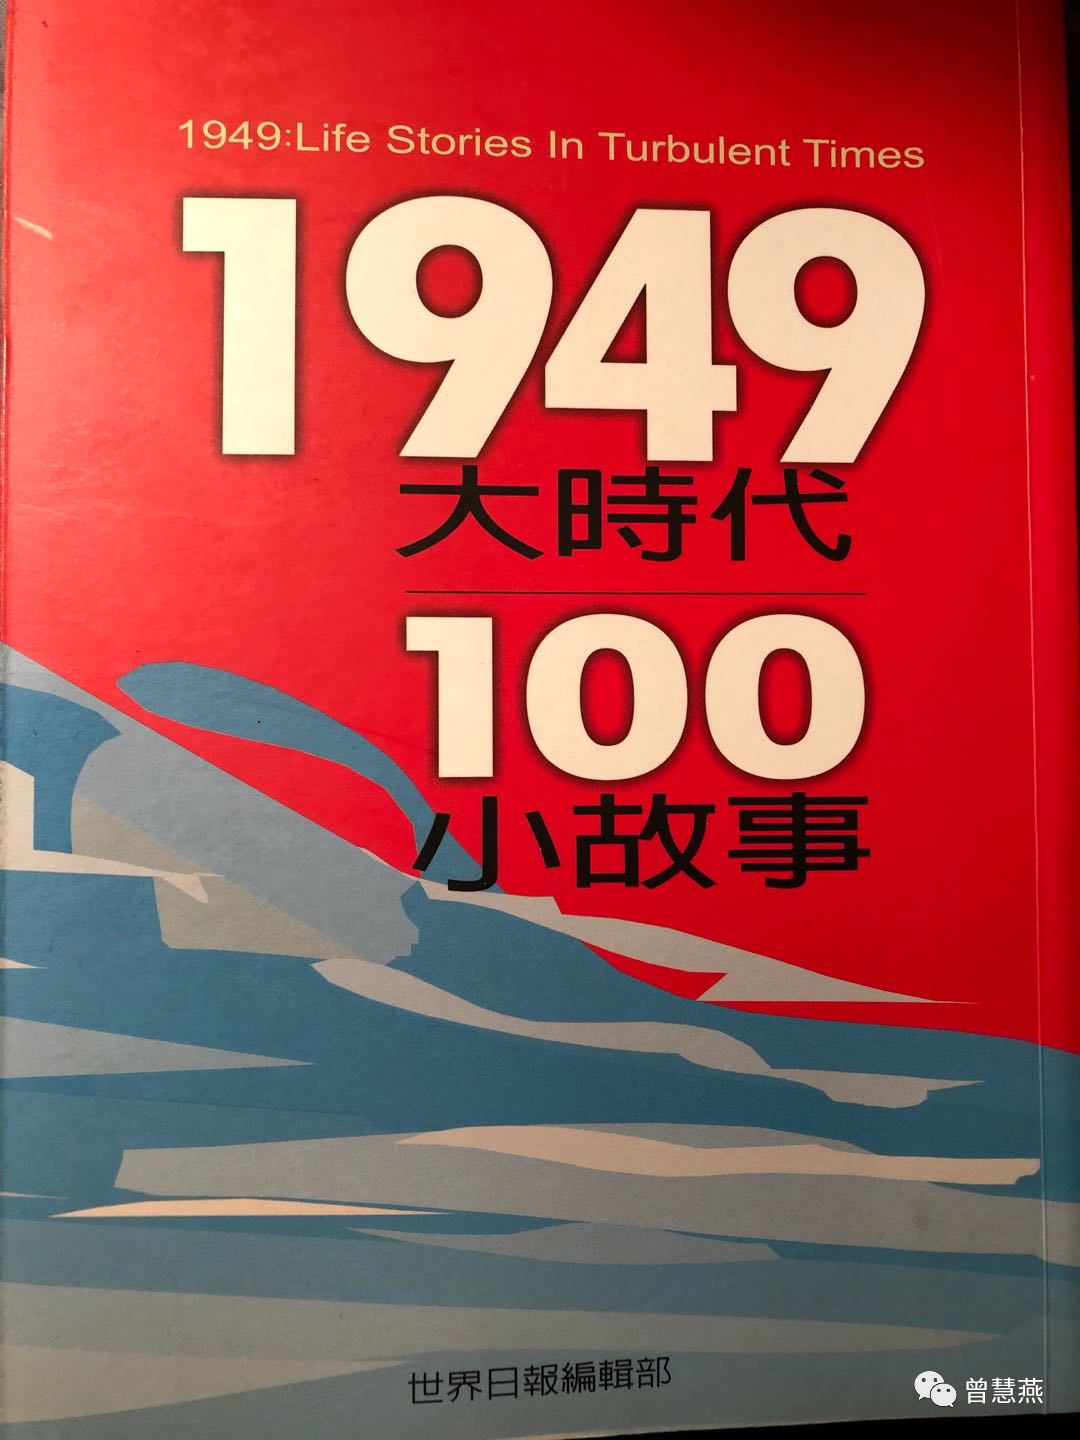 1949:Life Stories In Turbulent Times
1949
大時代
100
小故事
世界日報編輯部
曾慧燕